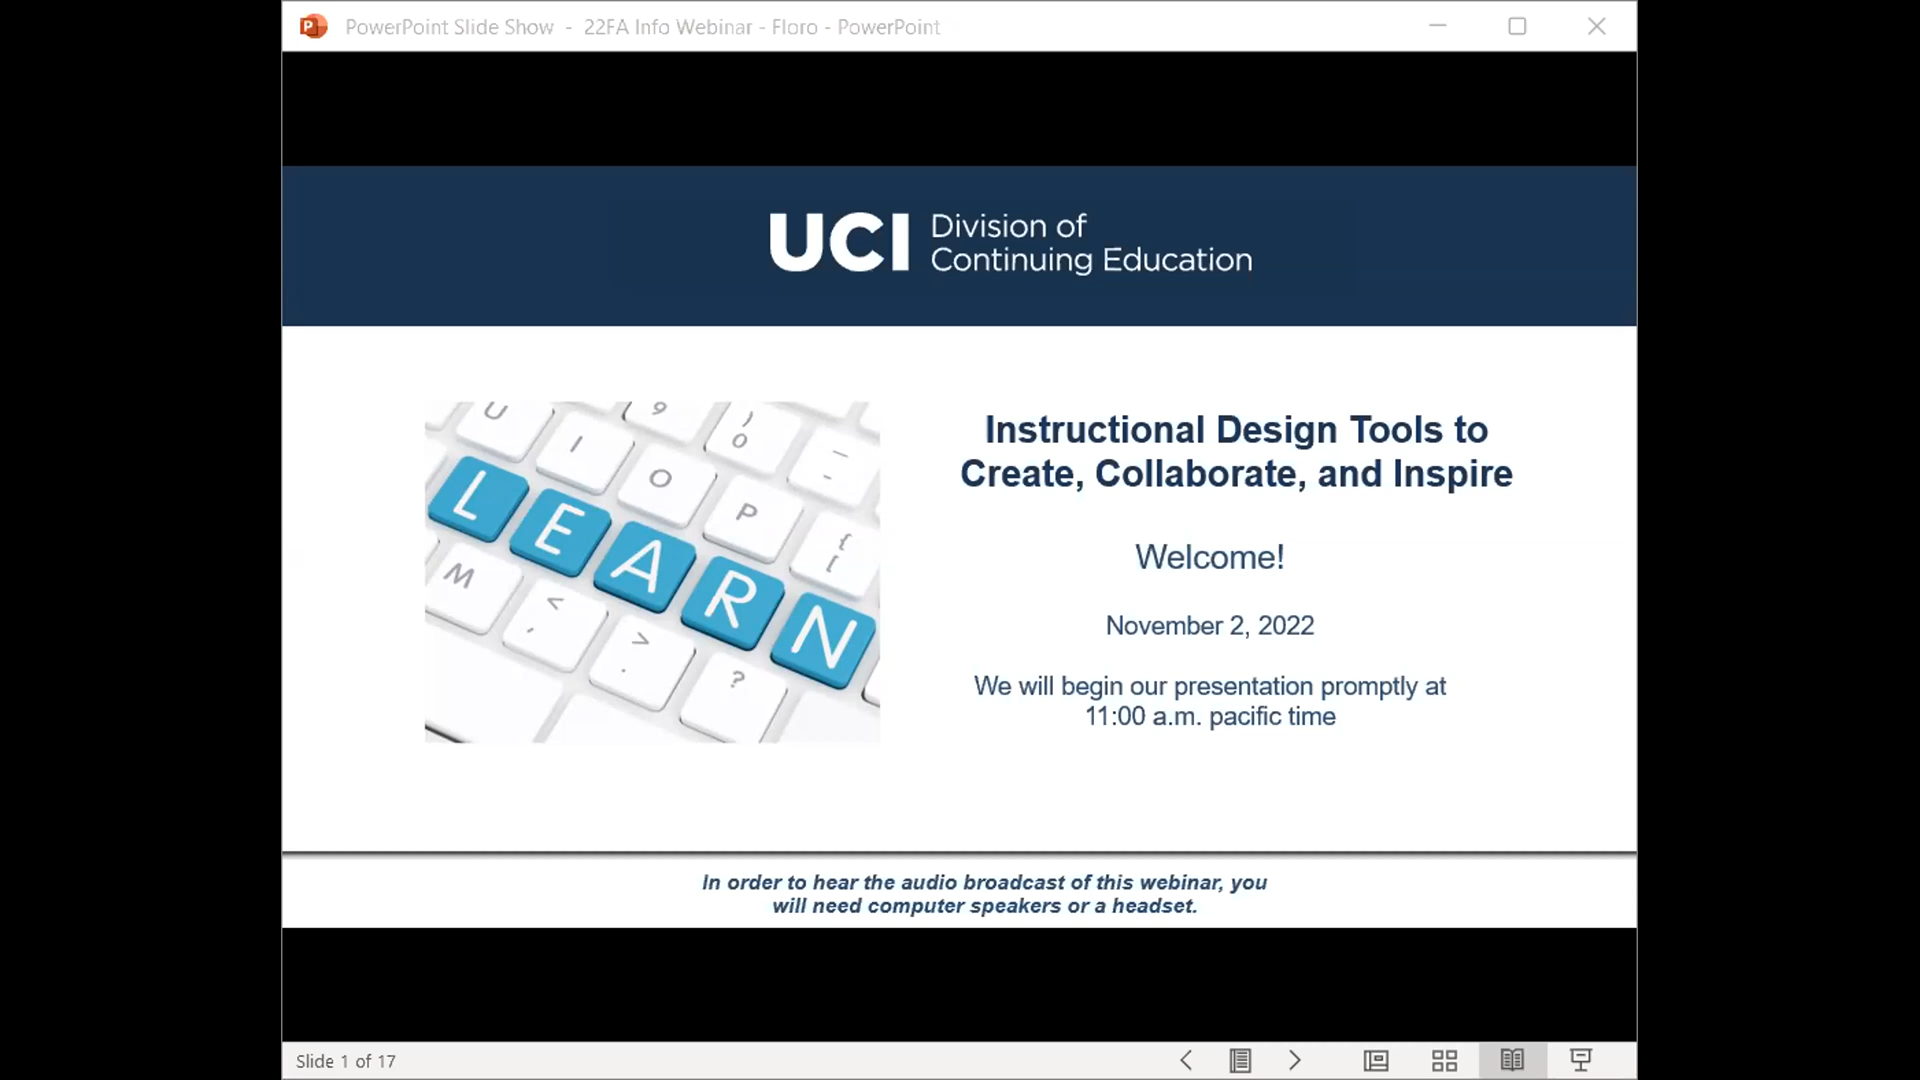 PowerPoint Slide Show - 22FA Info Webinar - Floro - PowerPoint
UCI Division of
Continuing Education
U
I
9
)
0
_
-
O
P
{
[
L
E
A
R
N
M
<
,
>
.
?
Instructional Design Tools to
Create, Collaborate, and Inspire
Welcome!
November 2, 2022
We will begin our presentation promptly at
11:00 a.m. pacific time
In order to hear the audio broadcast of this webinar, you
will need computer speakers or a headset.
Slide 1 of 17